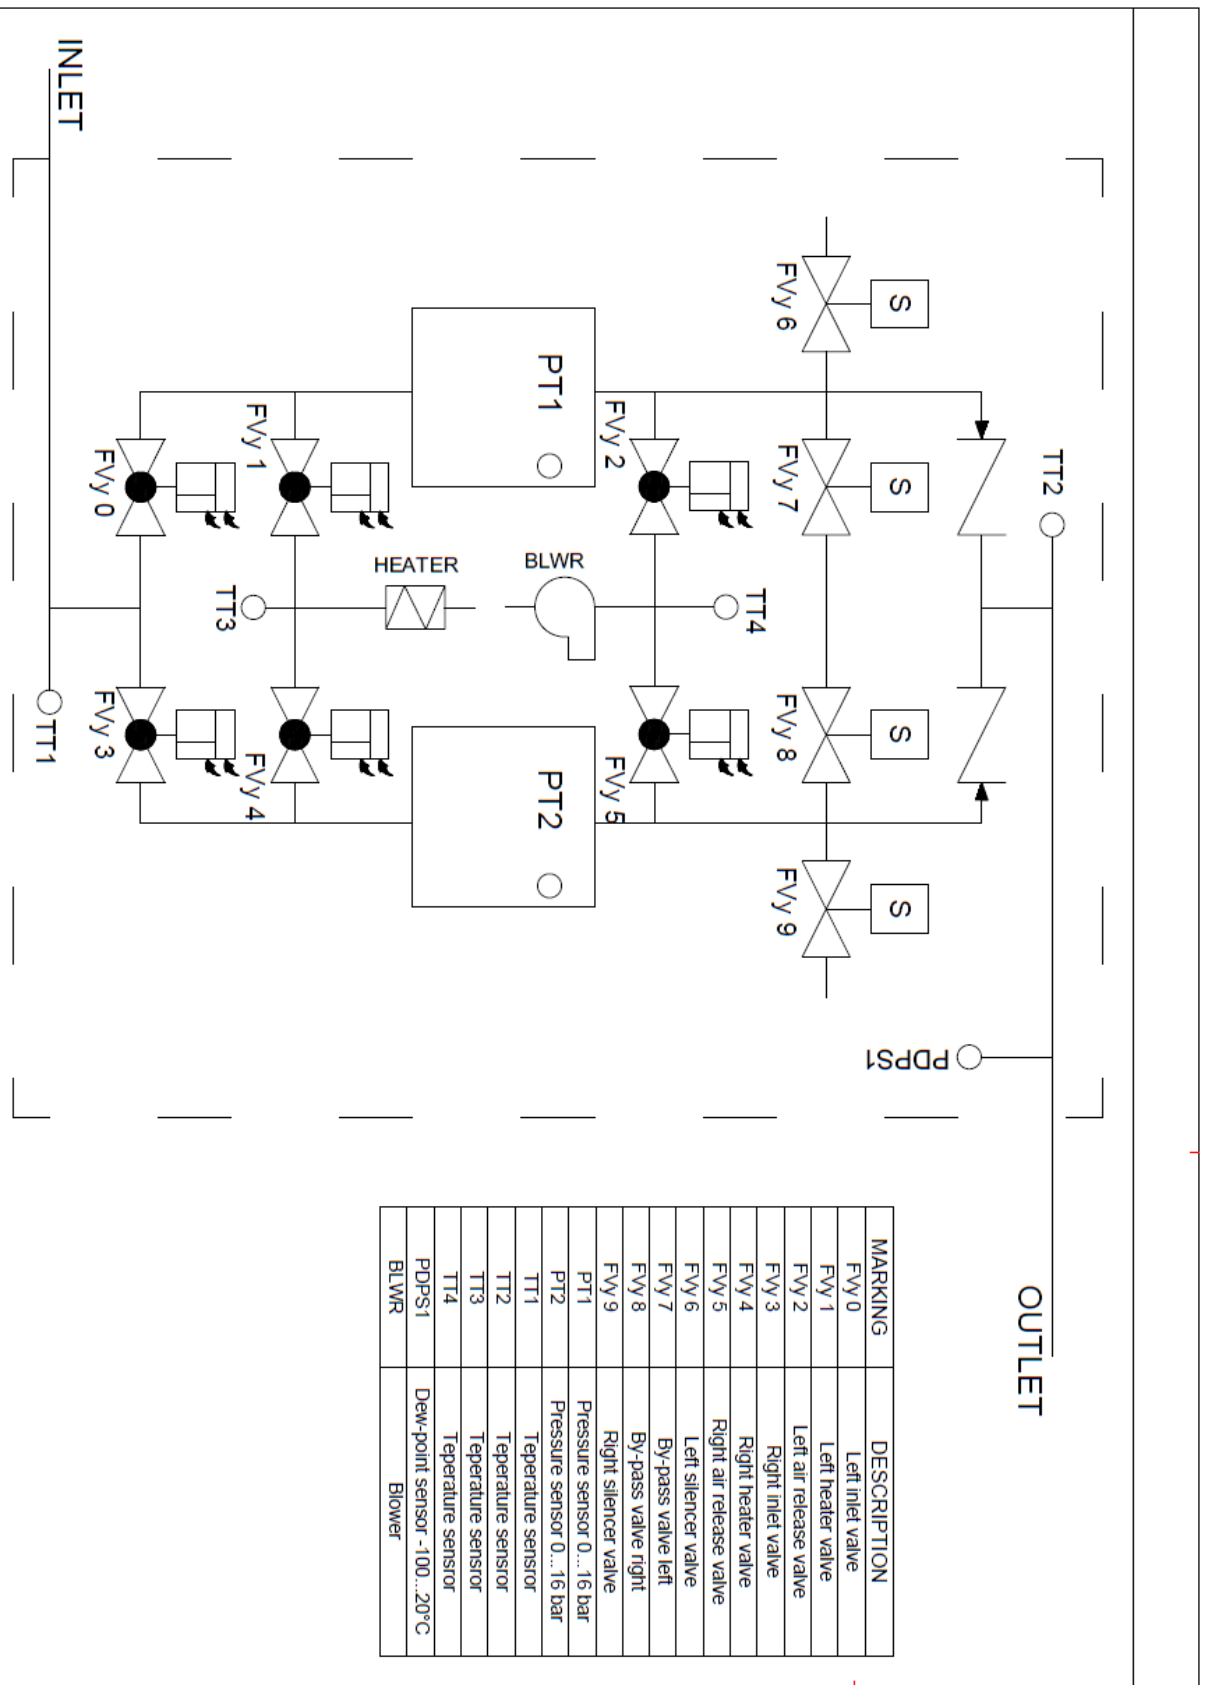 OUTLET
TT2
PDPS1
S
S
S
S
FVy 6
FVy 7
FVy 8
FVy 9
TT4
FVy 2
FVy 5
BLWR
PT1
PT2
HEATER
TT3
FVy 1
FVy 4
FVy 0
FVy 3
INLET
TT1
MARKING DESCRIPTION
FVy 0 Left inlet valve
FVy 1 Left heater valve
FVy 2 Left air release valve
FVy 3 Right inlet valve
FVy 4 Right heater valve
FVy 5 Right air release valve
FVy 6 Left silencer valve
FVy 7 By-pass valve left
FVy 8 By-pass valve right
FVy 9 Right silencer valve
PT1 Pressure sensor 0...16 bar
PT2 Pressure sensor 0...16 bar
TT1 Teperature sensror
TT2 Teperature sensror
TT3 Teperature sensror
TT4 Teperature sensror
PDPS1 Dew-point sensor -100...20°C
BLWR Blower